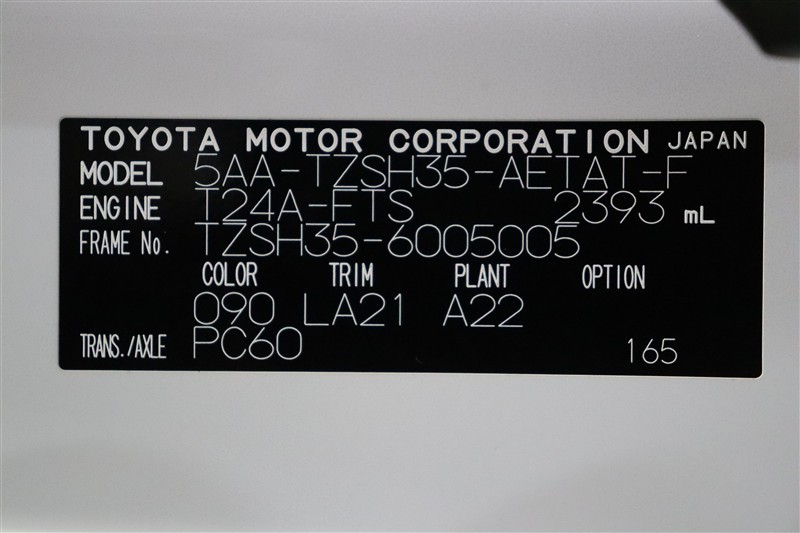 TOYOTA MOTOR CORPORATION JAPAN
MODEL 5AA-TZSH35-AETAT-F
ENGINE T24A-FTS 2393 mL
FRAME No. TZSH35-6005005
COLOR TRIM PLANT OPTION
090 LA21 A22
TRANS./AXLE PC60 165